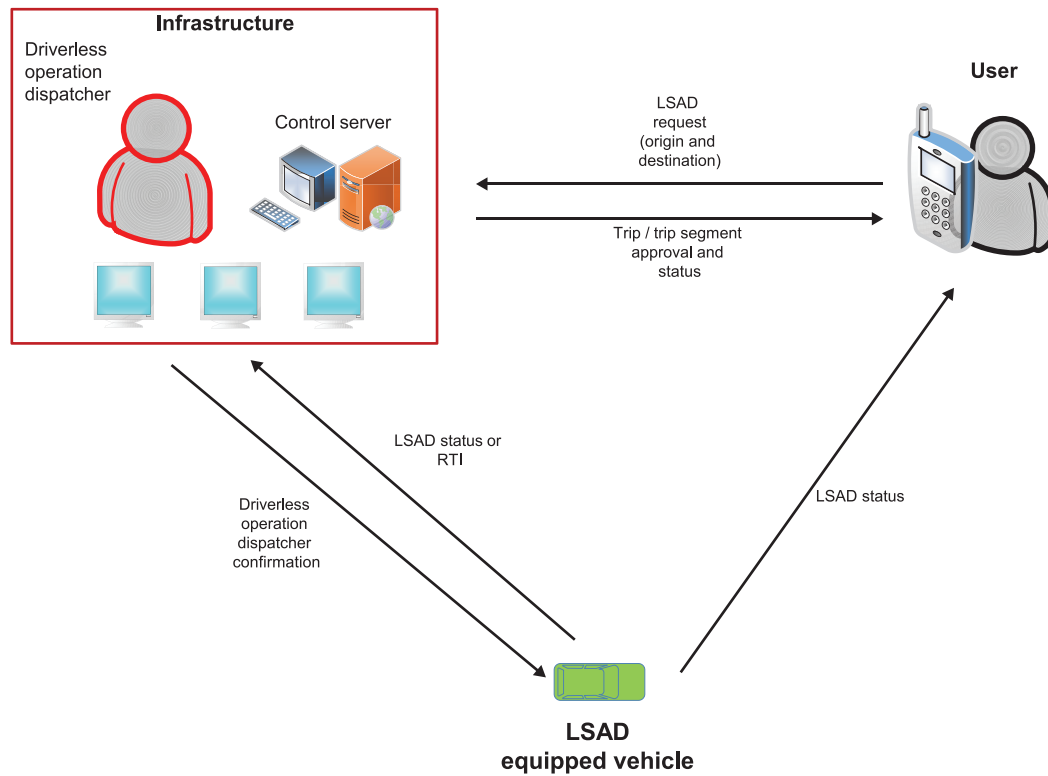 Infrastructure
Driverless
operation
dispatcher
Control server
User
LSAD
request
(origin and
destination)
Trip / trip segment
approval and
status
LSAD status or
RTI
Driverless
operation
dispatcher
confirmation
LSAD status
LSAD
equipped vehicle